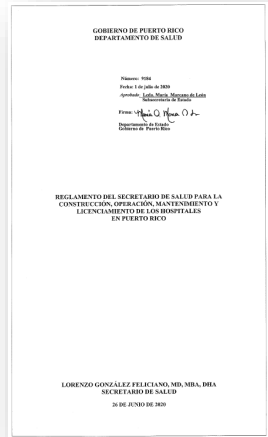 GOBIERNO DE PUERTO RICO
DEPARTAMENTO DE SALUD
Número: 9184
Fecha: 1 de julio de 2020
Aprobado: Lcda. María Marcano de León
Subsecretaria de Estado
Firma:
Departamento de Estado
Gobierno de Puerto Rico
REGLAMENTO DEL SECRETARIO DE SALUD PARA LA
CONSTRUCCIÓN, OPERACIÓN, MANTENIMIENTO Y
LICENCIAMIENTO DE LOS HOSPITALES
EN PUERTO RICO
LORENZO GONZÁLEZ FELICIANO, MD, MBA, DHA
SECRETARIO DE SALUD
26 DE JUNIO DE 2020